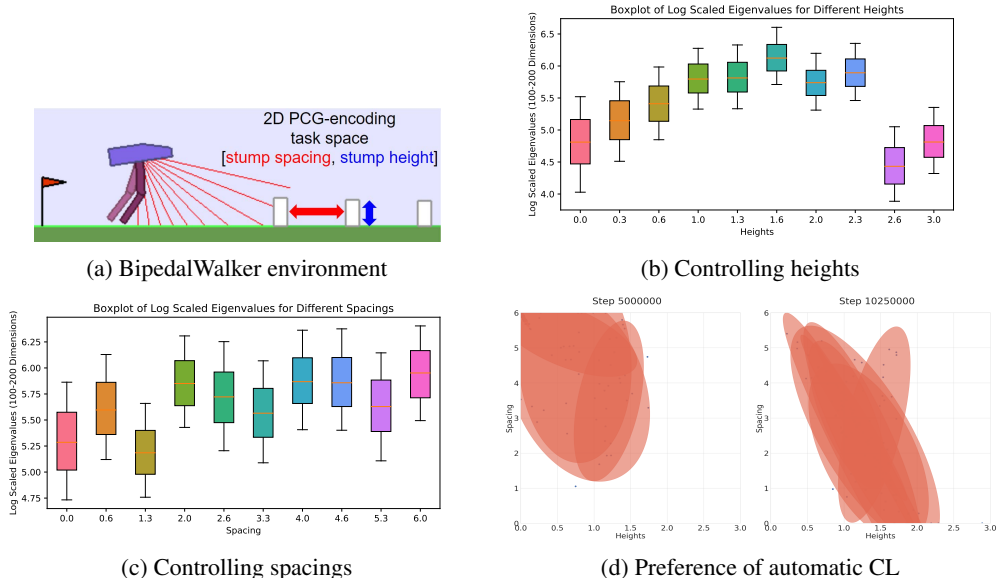 2D PCG-encoding
task space
[stump spacing, stump height]
(a) BipedalWalker environment
Boxplot of Log Scaled Eigenvalues for Different Heights
Log Scaled Eigenvalues (100-200 Dimensions)
6.5
6.0
5.5
5.0
4.5
4.0
0.0 0.3 0.6 1.0 1.3 1.6 2.0 2.3 2.6 3.0
Heights
(b) Controlling heights
Boxplot of Log Scaled Eigenvalues for Different Spacings
Log Scaled Eigenvalues (100-200 Dimensions)
6.25
6.00
5.75
5.50
5.25
5.00
4.75
0.0 0.6 1.3 2.0 2.6 3.3 4.0 4.6 5.3 6.0
Spacing
(c) Controlling spacings
Step 5000000
Spacing
6
5
4
3
2
1
0
0.0 0.5 1.0 1.5 2.0 2.5 3.0
Heights
Step 10250000
Spacing
6
5
4
3
2
1
0
0.0 0.5 1.0 1.5 2.0 2.5 3.0
Heights
(d) Preference of automatic CL